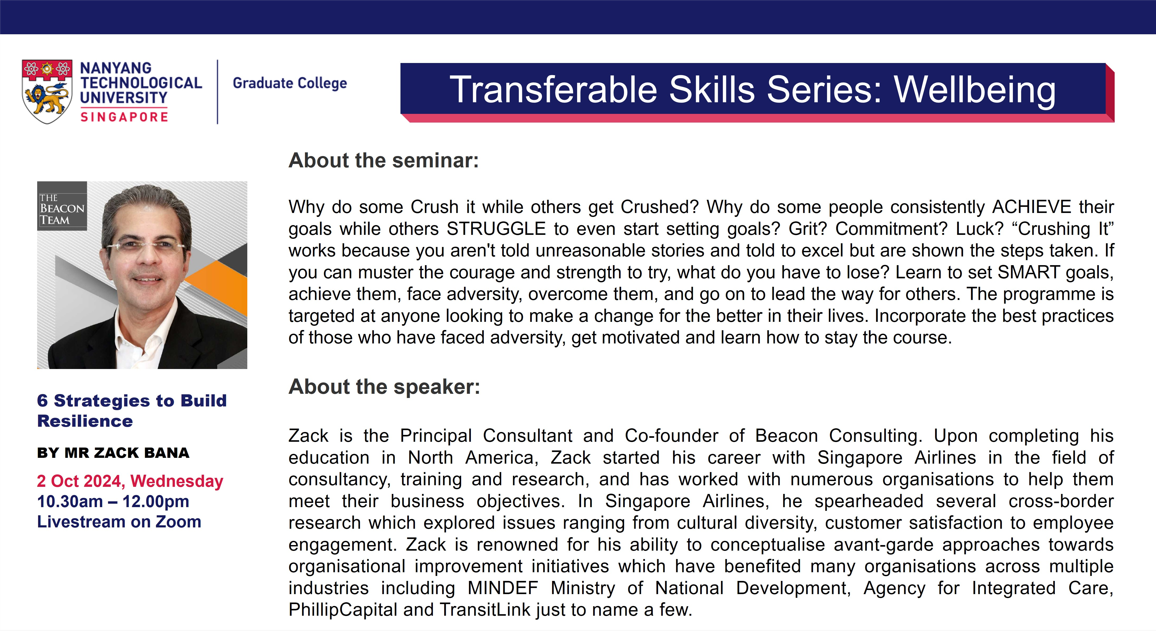 NANYANG
TECHNOLOGICAL
UNIVERSITY
SINGAPORE
Graduate College
Transferable Skills Series: Wellbeing
THE
BEACON
TEAM
6 Strategies to Build
Resilience
BY MR ZACK BANA
2 Oct 2024, Wednesday
10.30am – 12.00pm
Livestream on Zoom
About the seminar:
Why do some Crush it while others get Crushed? Why do some people consistently ACHIEVE their
goals while others STRUGGLE to even start setting goals? Grit? Commitment? Luck? “Crushing It”
works because you aren't told unreasonable stories and told to excel but are shown the steps taken. If
you can muster the courage and strength to try, what do you have to lose? Learn to set SMART goals,
achieve them, face adversity, overcome them, and go on to lead the way for others. The programme is
targeted at anyone looking to make a change for the better in their lives. Incorporate the best practices
of those who have faced adversity, get motivated and learn how to stay the course.
About the speaker:
Zack is the Principal Consultant and Co-founder of Beacon Consulting. Upon completing his
education in North America, Zack started his career with Singapore Airlines in the field of
consultancy, training and research, and has worked with numerous organisations to help them
meet their business objectives. In Singapore Airlines, he spearheaded several cross-border
research which explored issues ranging from cultural diversity, customer satisfaction to employee
engagement. Zack is renowned for his ability to conceptualise avant-garde approaches towards
organisational improvement initiatives which have benefited many organisations across multiple
industries including MINDEF Ministry of National Development, Agency for Integrated Care,
PhillipCapital and TransitLink just to name a few.